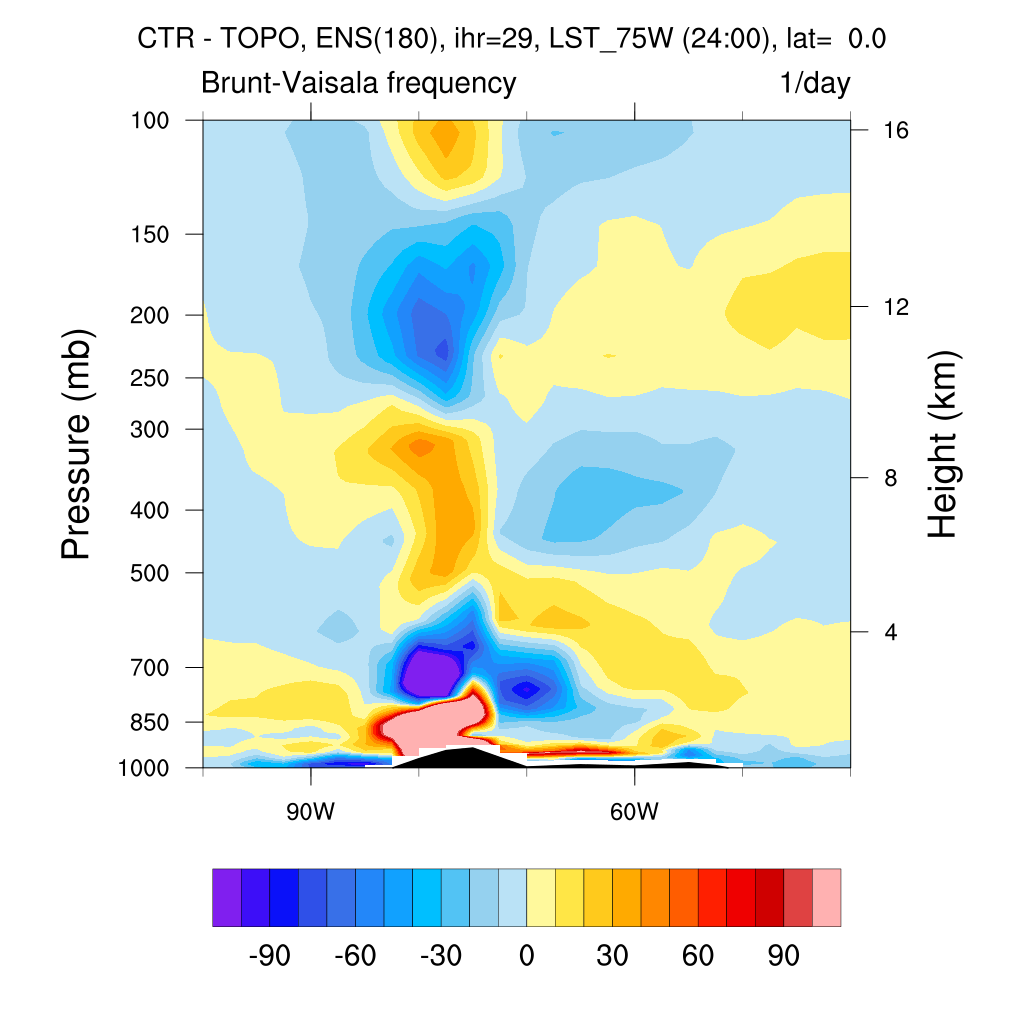 CTR - TOPO, ENS(180), ihr=29, LST_75W (24:00), lat=  0.0
Brunt-Vaisala frequency 1/day
100 16
150
200 12
250
300
400 8
500
700 4
850
1000
Pressure (mb)
Height (km)
90W 60W
-90 -60 -30 0 30 60 90